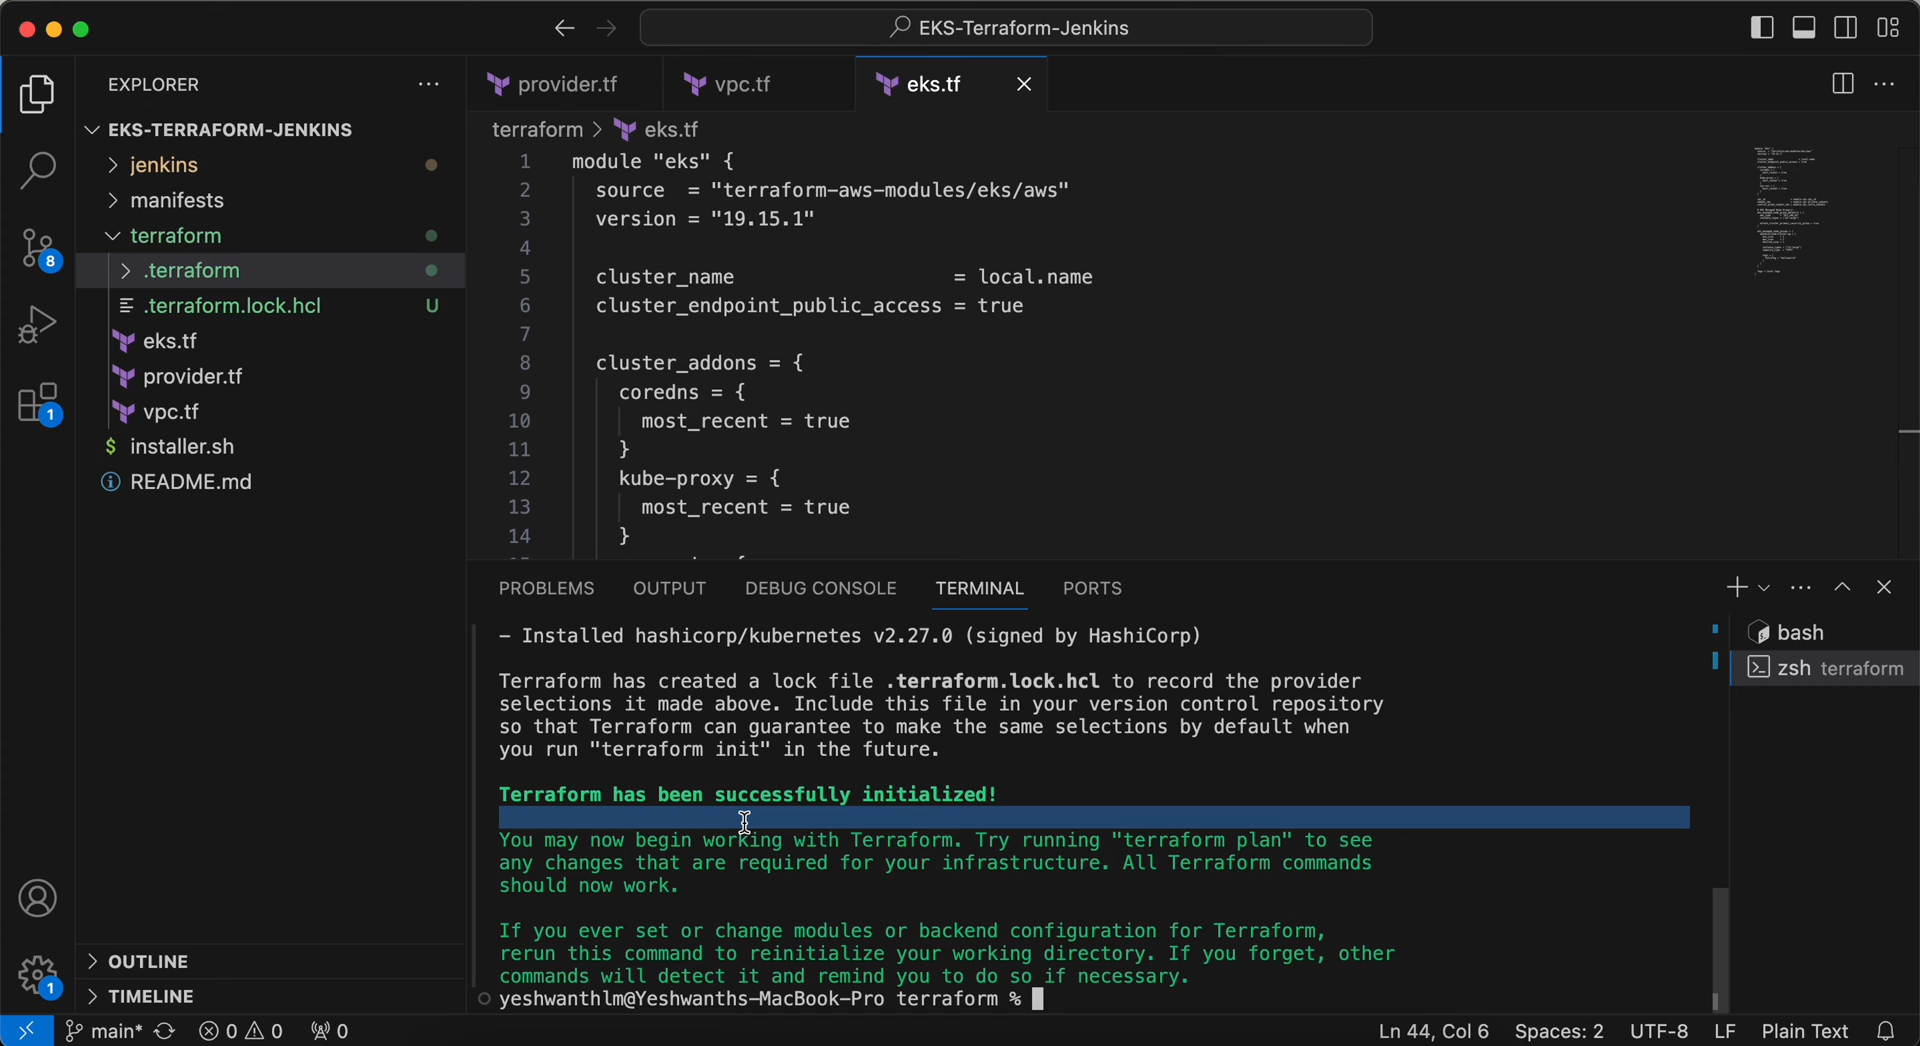 EKS-Terraform-Jenkins
EXPLORER
EKS-TERRAFORM-JENKINS
jenkins
manifests
terraform
.terraform
.terraform.lock.hcl U
eks.tf
provider.tf
vpc.tf
$ installer.sh
README.md
OUTLINE
TIMELINE
8
1
1
provider.tf vpc.tf eks.tf
terraform > eks.tf
1 module "eks" {
2 source = "terraform-aws-modules/eks/aws"
3 version = "19.15.1"
4
5 cluster_name = local.name
6 cluster_endpoint_public_access = true
7
8 cluster_addons = {
9 coredns = {
10 most_recent = true
11 }
12 kube-proxy = {
13 most_recent = true
14 }
PROBLEMS OUTPUT DEBUG CONSOLE TERMINAL PORTS
– Installed hashicorp/kubernetes v2.27.0 (signed by HashiCorp)
Terraform has created a lock file .terraform.lock.hcl to record the provider
selections it made above. Include this file in your version control repository
so that Terraform can guarantee to make the same selections by default when
you run "terraform init" in the future.
Terraform has been successfully initialized!
You may now begin working with Terraform. Try running "terraform plan" to see
any changes that are required for your infrastructure. All Terraform commands
should now work.
If you ever set or change modules or backend configuration for Terraform,
rerun this command to reinitialize your working directory. If you forget, other
commands will detect it and remind you to do so if necessary.
yeshwanthlm@Yeshwanths-MacBook-Pro terraform %
bash
zsh terraform
main* 0 0 0 Ln 44, Col 6 Spaces: 2 UTF-8 LF Plain Text